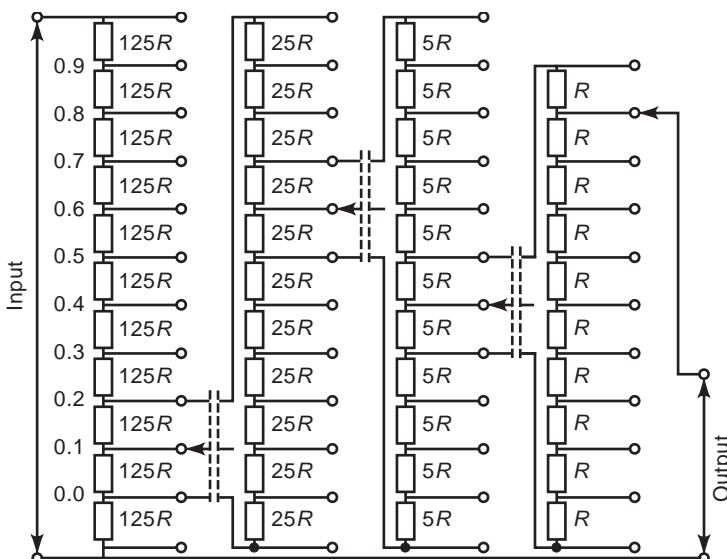 125R 25R 5R
0.9
125R 25R 5R R
0.8
125R 25R 5R R
0.7
125R 25R 5R R
0.6
125R 25R 5R R
0.5
125R 25R 5R R
Input
0.4
125R 25R 5R R
0.3
125R 25R 5R R
0.2
125R 25R 5R R
0.1
125R 25R 5R R
Output
0.0
125R 25R 5R R